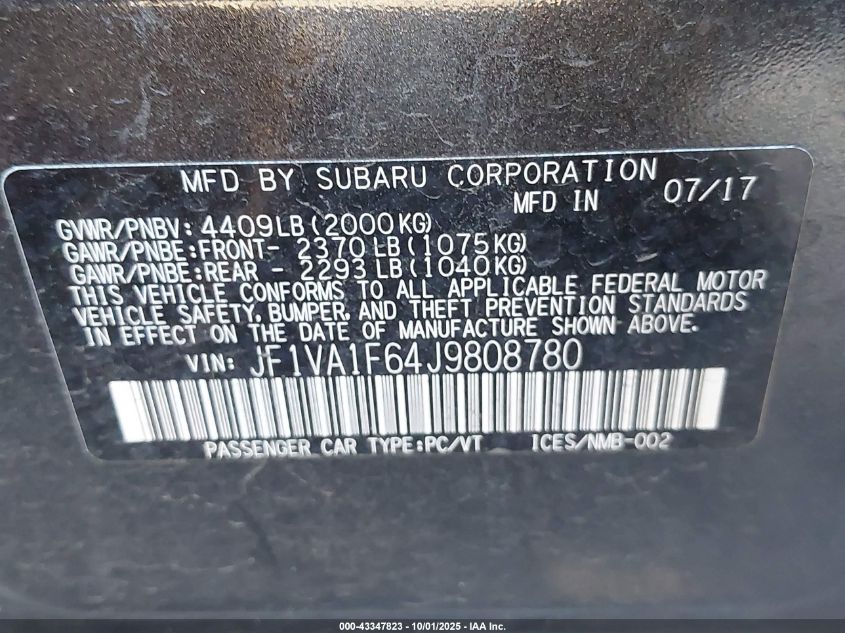 MFD BY SUBARU CORPORATION
MFD IN 07/17
GVWR/PNBV: 4409LB(2000KG)
GAWR/PNBE:FRONT- 2370LB(1075KG)
GAWR/PNBE:REAR - 2293LB(1040KG)
THIS VEHICLE CONFORMS TO ALL APPLICABLE FEDERAL MOTOR
VEHICLE SAFETY, BUMPER, AND THEFT PREVENTION STANDARDS
IN EFFECT ON THE DATE OF MANUFACTURE SHOWN ABOVE.
VIN: JF1VA1F64J9808780
PASSENGER CAR TYPE:PC/VT ICES/NMB-002
000-43347823 - 10/01/2025 - IAA Inc.